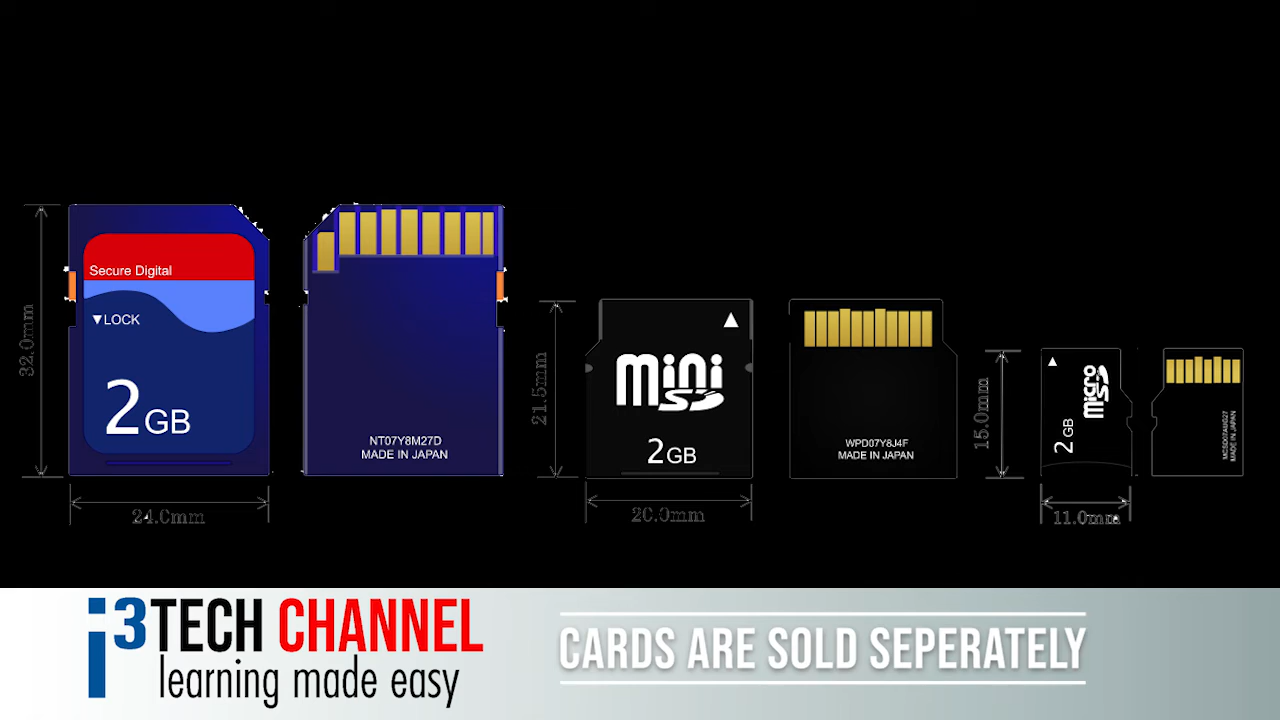 Secure Digital
▼LOCK
2GB
32.0mm
24.0mm
NT07Y8M27D
MADE IN JAPAN
mini
SD
2GB
21.5mm
20.0mm
WPD07Y8J4F
MADE IN JAPAN
micro
SD
2GB
15.0mm
11.0mm
MADE IN JAPAN
i3TECH CHANNEL
learning made easy
CARDS ARE SOLD SEPERATELY